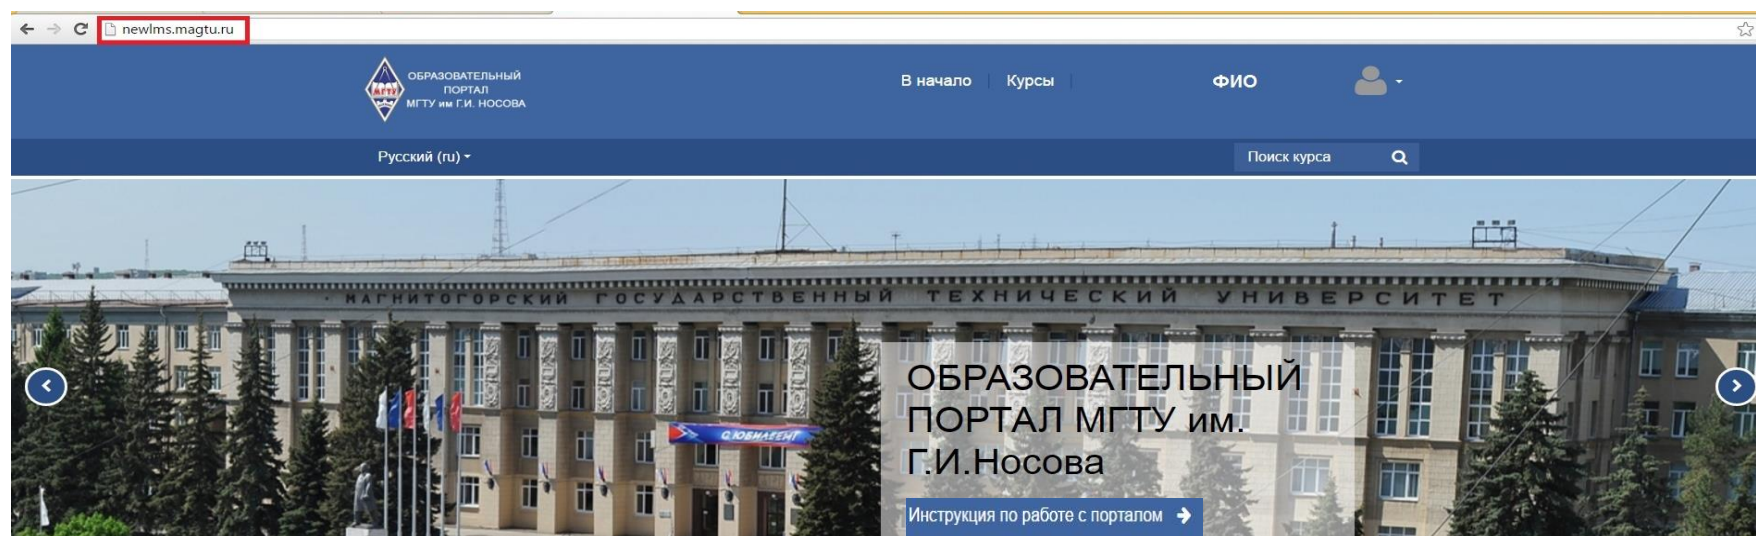 newlms.magtu.ru
ОБРАЗОВАТЕЛЬНЫЙ
ПОРТАЛ
МГТУ им Г.И. НОСОВА
МГТУ
В начало
Курсы
ФИО
Русский (ru)
Поиск курса
МАГНИТОГОРСКИЙ ГОСУДАРСТВЕННЫЙ ТЕХНИЧЕСКИЙ УНИВЕРСИТЕТ
С ЮБИЛЕЕМ!
ОБРАЗОВАТЕЛЬНЫЙ
ПОРТАЛ МГТУ им.
Г.И.Носова
Инструкция по работе с порталом